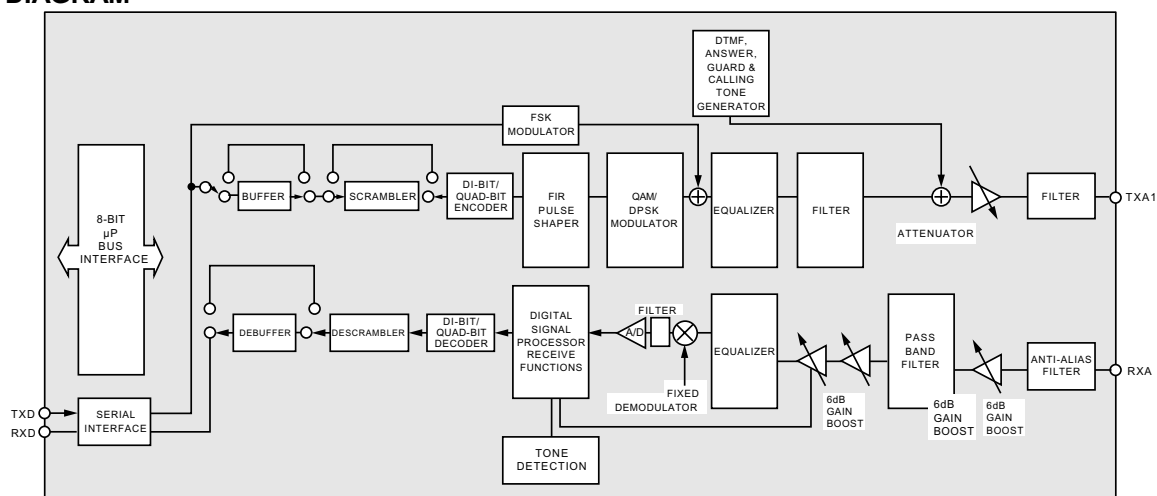 DIAGRAM
DTMF,
ANSWER,
GUARD &
CALLING
TONE
GENERATOR
FSK
MODULATOR
8-BIT
µP
BUS
INTERFACE
BUFFER
SCRAMBLER
DI-BIT/
QUAD-BIT
ENCODER
FIR
PULSE
SHAPER
QAM/
DPSK
MODULATOR
EQUALIZER
FILTER
ATTENUATOR
FILTER
TXA1
DEBUFFER
DESCRAMBLER
DI-BIT/
QUAD-BIT
DECODER
DIGITAL
SIGNAL
PROCESSOR
RECEIVE
FUNCTIONS
A/D
FILTER
FIXED
DEMODULATOR
EQUALIZER
6dB
GAIN
BOOST
PASS
BAND
FILTER
6dB
GAIN
BOOST
6dB
GAIN
BOOST
ANTI-ALIAS
FILTER
RXA
TXD
RXD
SERIAL
INTERFACE
TONE
DETECTION